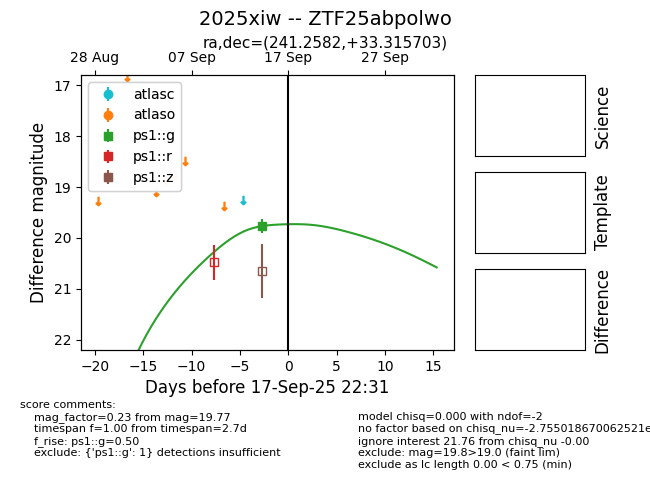 2025xiw -- ZTF25abpolwo
ra,dec=(241.2582,+33.315703)
28 Aug 07 Sep 17 Sep 27 Sep
17
18
19
20
21
22
Difference magnitude
atlasc
atlaso
ps1::g
ps1::r
ps1::z
−20 −15 −10 −5 0 5 10 15
Days before 17-Sep-25 22:31
Science
Template
Difference
score comments:
mag_factor=0.23 from mag=19.77
timespan f=1.00 from timespan=2.7d
f_rise: ps1::g=0.50
exclude: {'ps1::g': 1} detections insufficient
model chisq=0.000 with ndof=-2
no factor based on chisq_nu=-2.755018670062521e
ignore interest 21.76 from chisq_nu -0.00
exclude: mag=19.8>19.0 (faint lim)
exclude as lc length 0.00 < 0.75 (min)